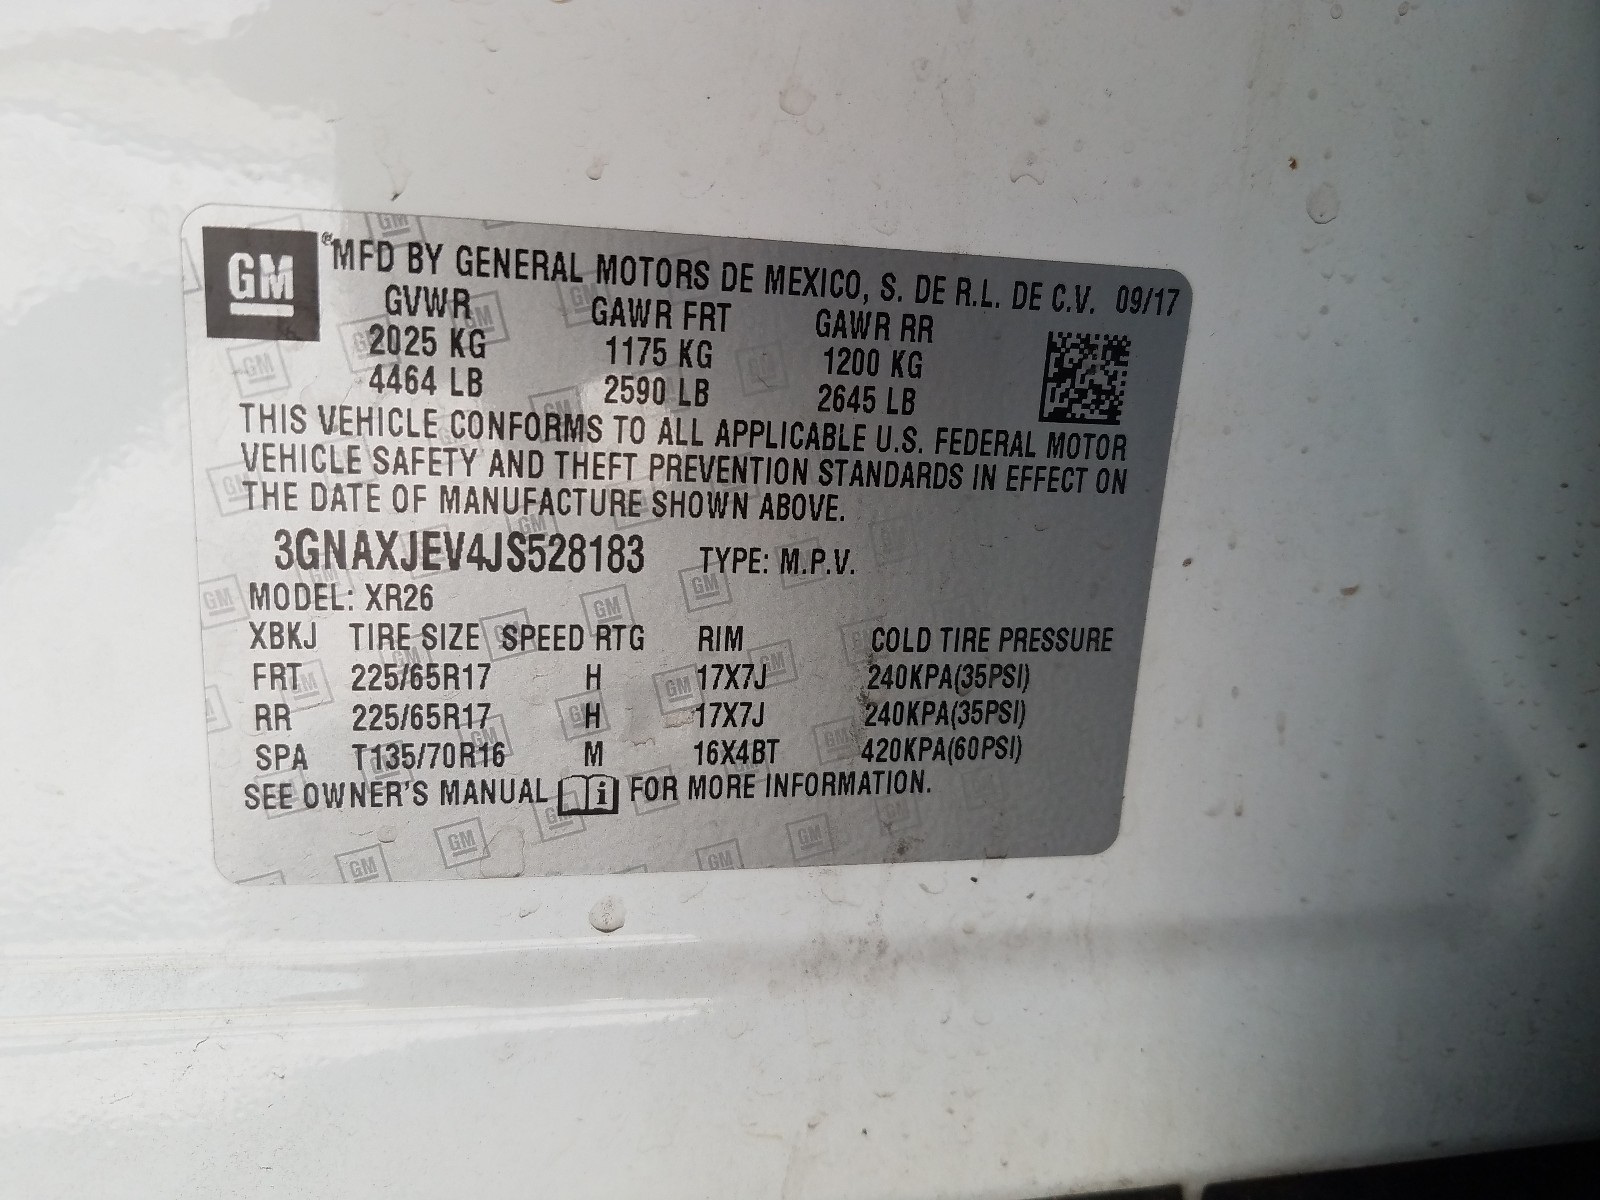 GM
® MFD BY GENERAL MOTORS DE MEXICO, S. DE R.L. DE C.V. 09/17
GVWR GAWR FRT GAWR RR
2025 KG 1175 KG 1200 KG
4464 LB 2590 LB 2645 LB
THIS VEHICLE CONFORMS TO ALL APPLICABLE U.S. FEDERAL MOTOR
VEHICLE SAFETY AND THEFT PREVENTION STANDARDS IN EFFECT ON
THE DATE OF MANUFACTURE SHOWN ABOVE.
3GNAXJEV4JS528183 TYPE: M.P.V.
MODEL: XR26
XBKJ TIRE SIZE SPEED RTG RIM COLD TIRE PRESSURE
FRT 225/65R17 H 17X7J 240KPA(35PSI)
RR 225/65R17 H 17X7J 240KPA(35PSI)
SPA T135/70R16 M 16X4BT 420KPA(60PSI)
SEE OWNER'S MANUAL i FOR MORE INFORMATION.